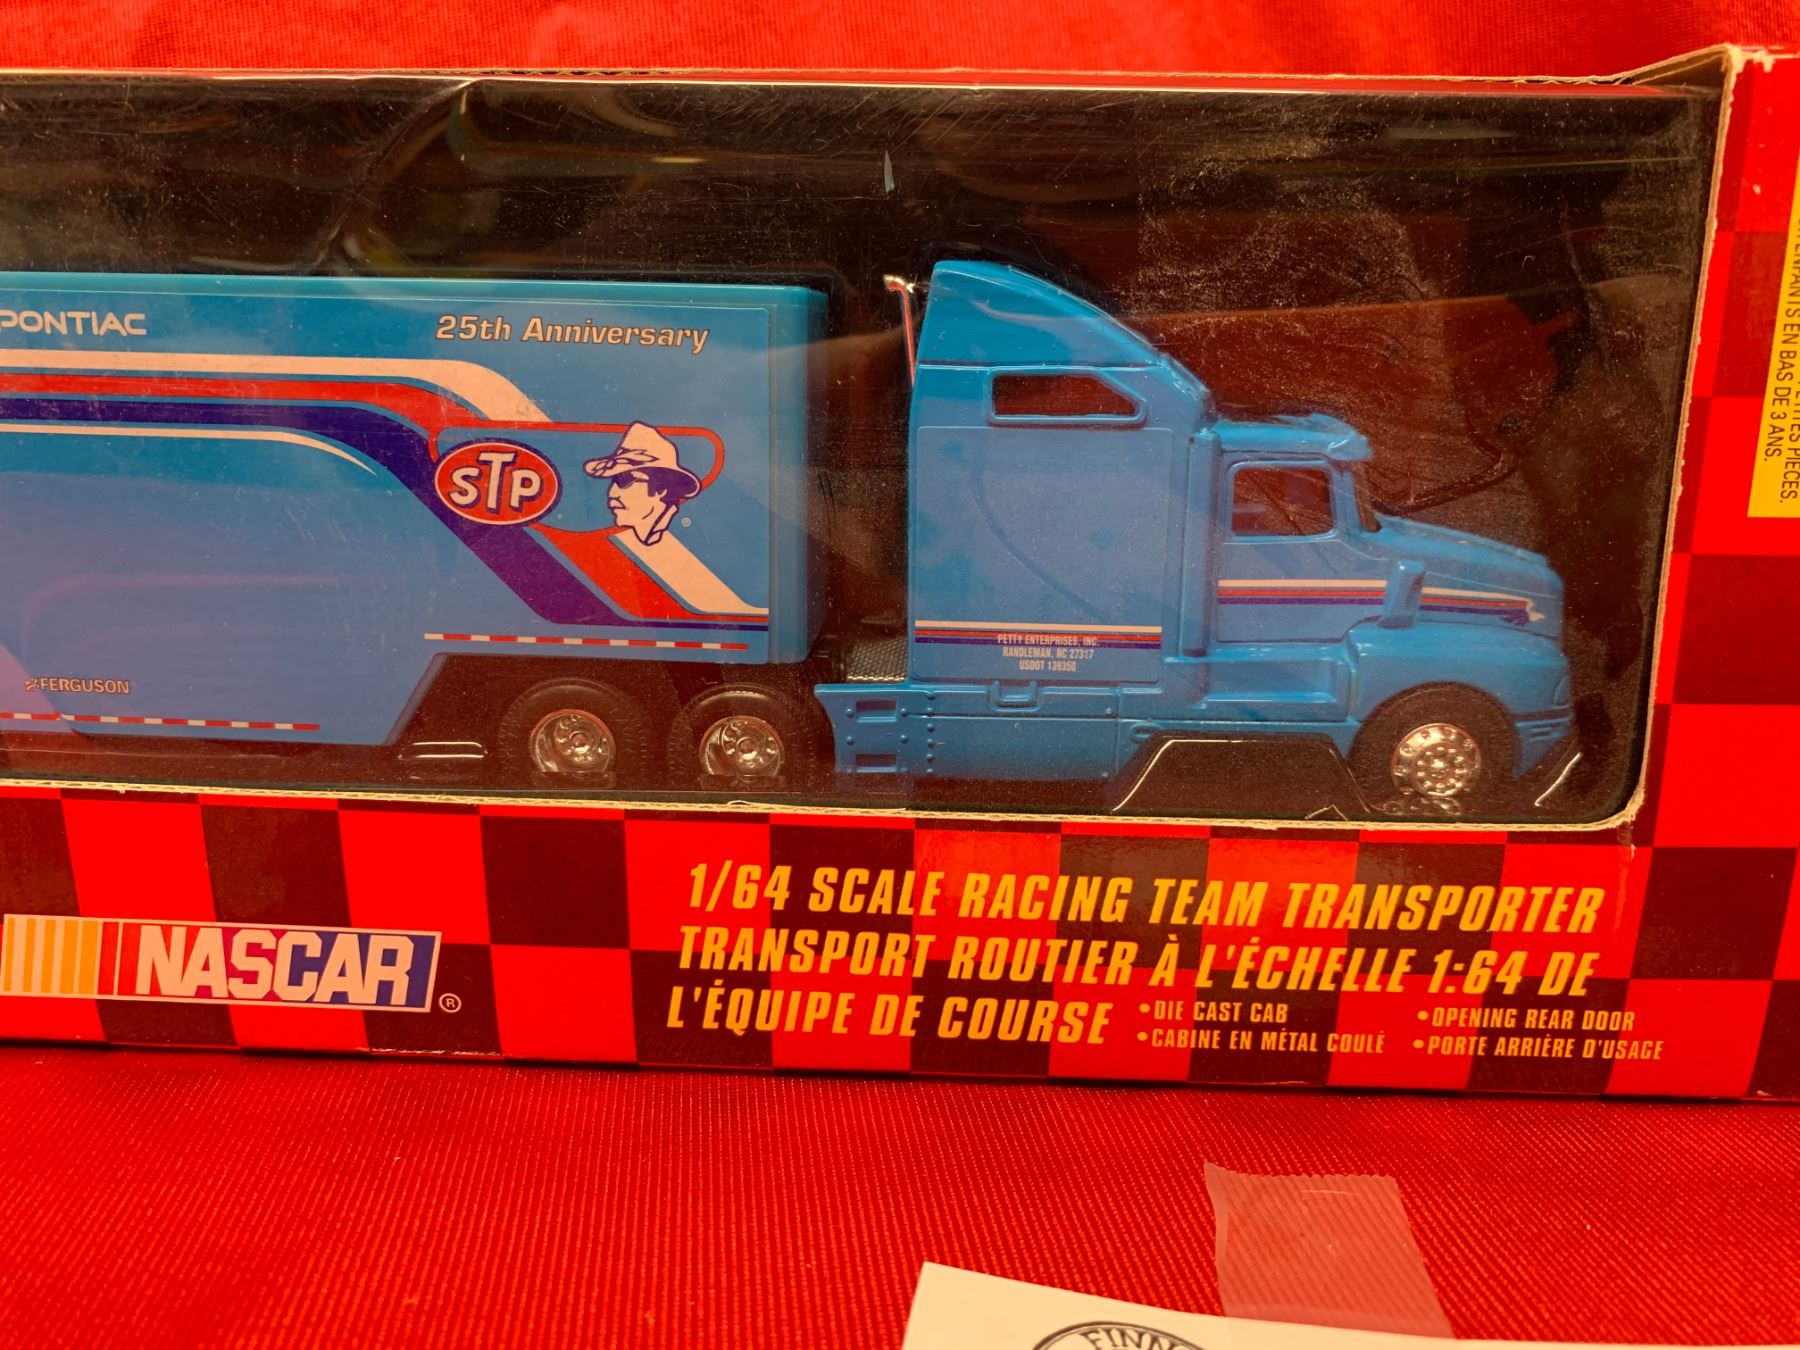 PONTIAC
25th Anniversary
STP
®
FERGUSON
PETTY ENTERPRISES, INC.
RANDLEMAN, NC 27317
USDOT 139350
EN BAS DE 3 ANS.
PIECES.
NASCAR®
1/64 SCALE RACING TEAM TRANSPORTER
TRANSPORT ROUTIER À L'ÉCHELLE 1:64 DE
L'ÉQUIPE DE COURSE
•DIE CAST CAB
•CABINE EN MÉTAL COULÉ
•OPENING REAR DOOR
•PORTE ARRIÈRE D'USAGE